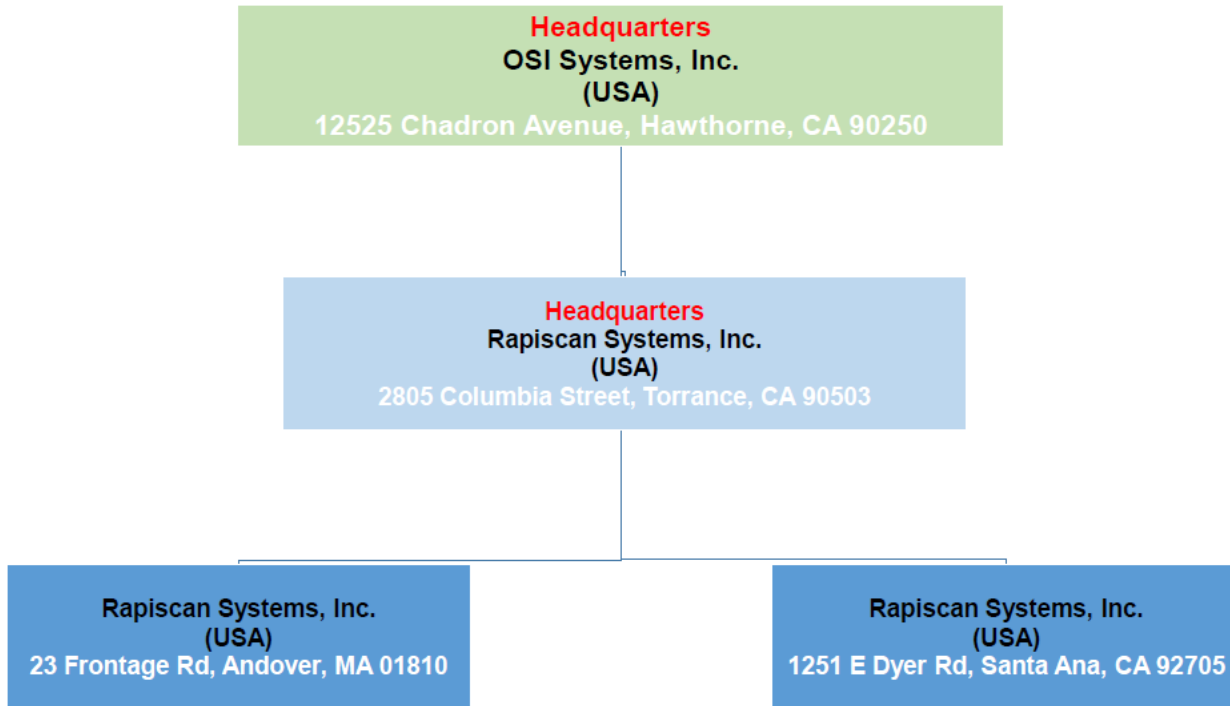 Headquarters
OSI Systems, Inc.
(USA)
12525 Chadron Avenue, Hawthorne, CA 90250
Headquarters
Rapiscan Systems, Inc.
(USA)
2805 Columbia Street, Torrance, CA 90503
Rapiscan Systems, Inc.
(USA)
23 Frontage Rd, Andover, MA 01810
Rapiscan Systems, Inc.
(USA)
1251 E Dyer Rd, Santa Ana, CA 92705